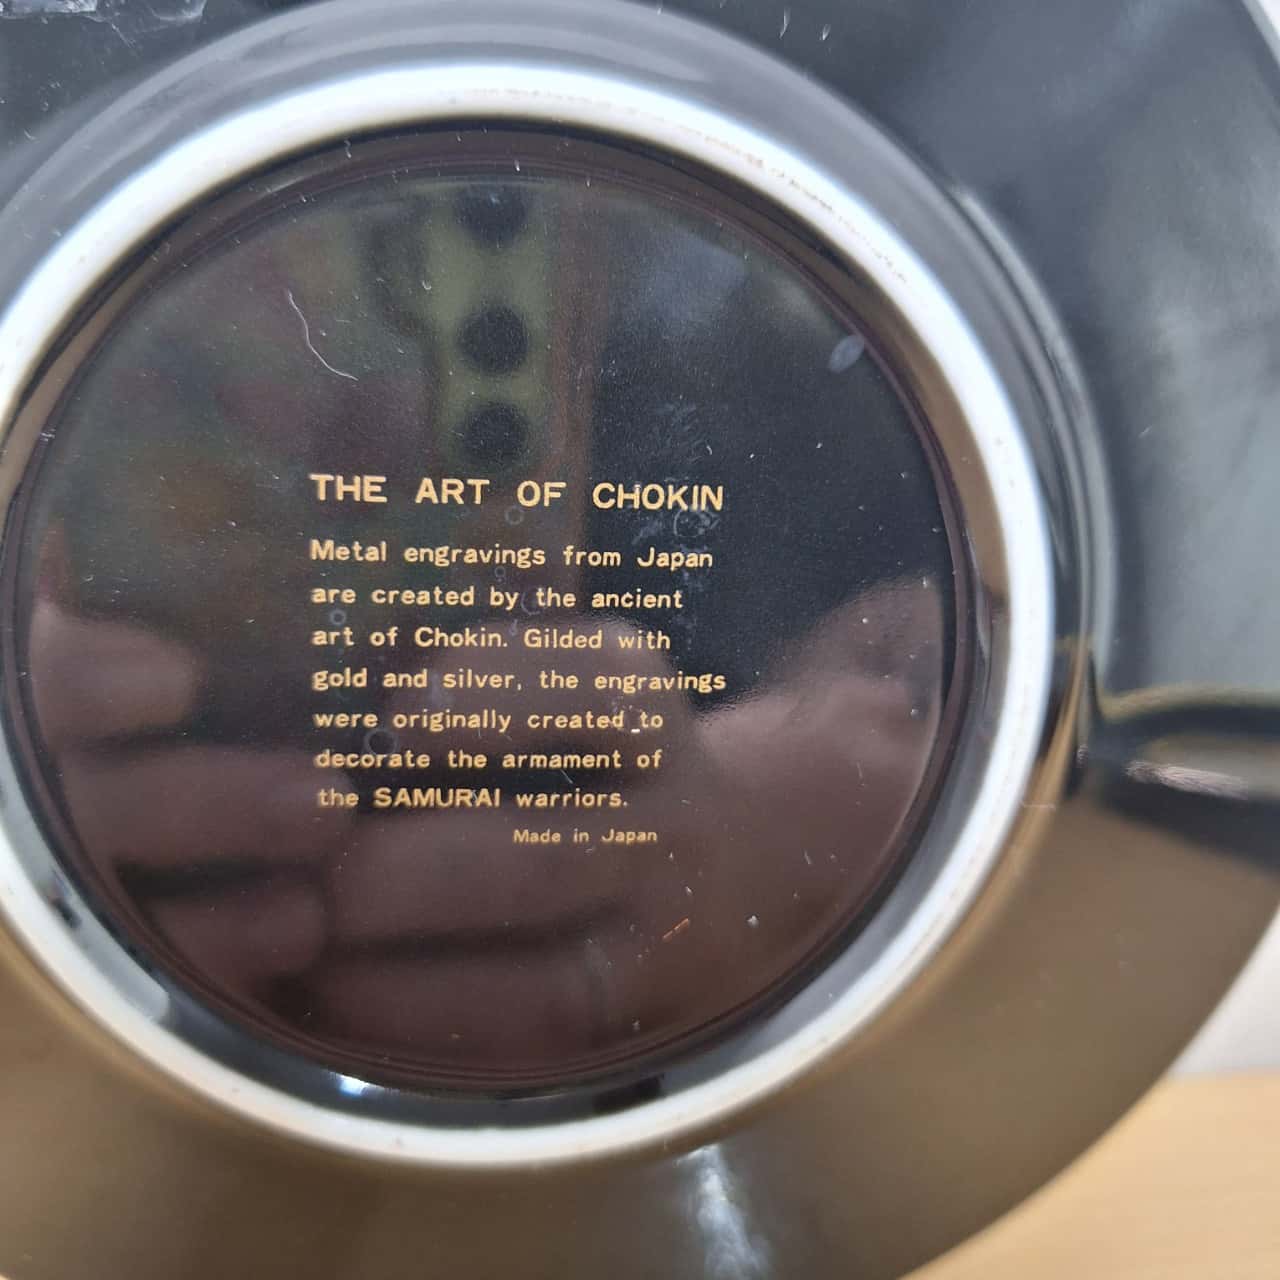 THE ART OF CHOKIN
Metal engravings from Japan
are created by the ancient
art of Chokin. Gilded with
gold and silver, the engravings
were originally created to
decorate the armament of
the SAMURAI warriors.
Made in Japan